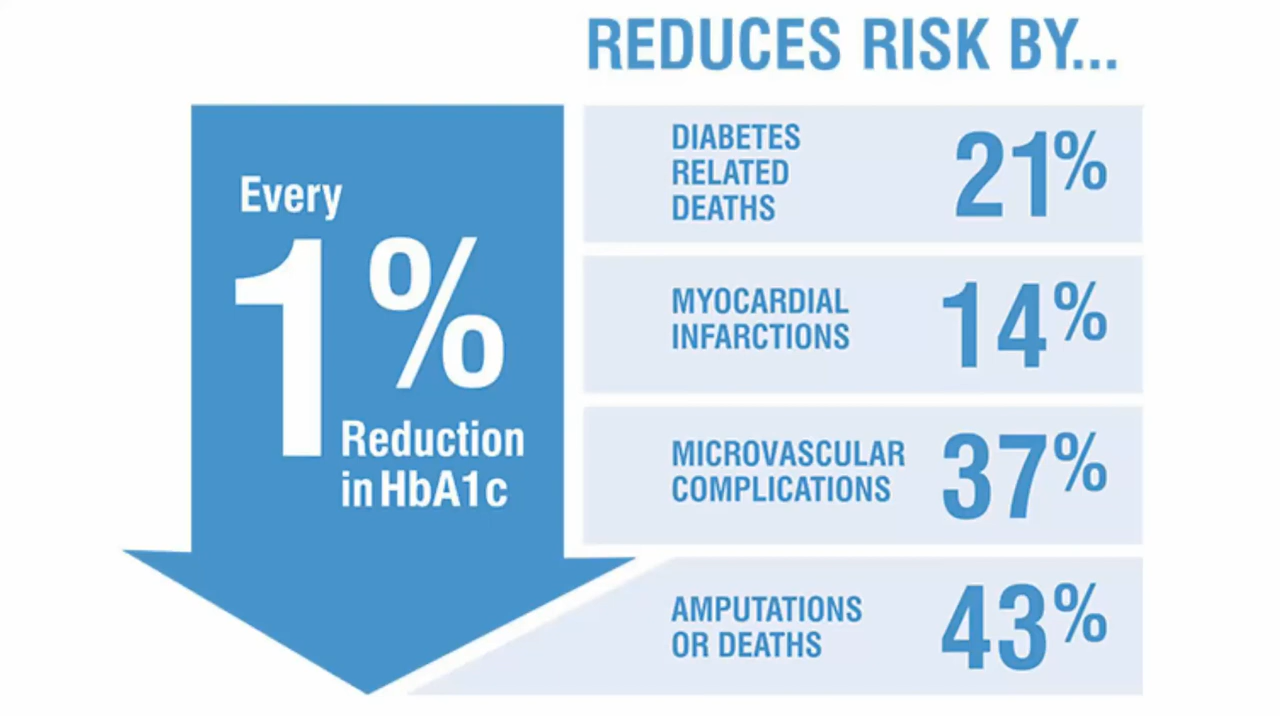 REDUCES RISK BY...
Every
1%
Reduction
in HbA1c
DIABETES
RELATED
DEATHS
21%
MYOCARDIAL
INFARCTIONS
14%
MICROVASCULAR
COMPLICATIONS
37%
AMPUTATIONS
OR DEATHS
43%